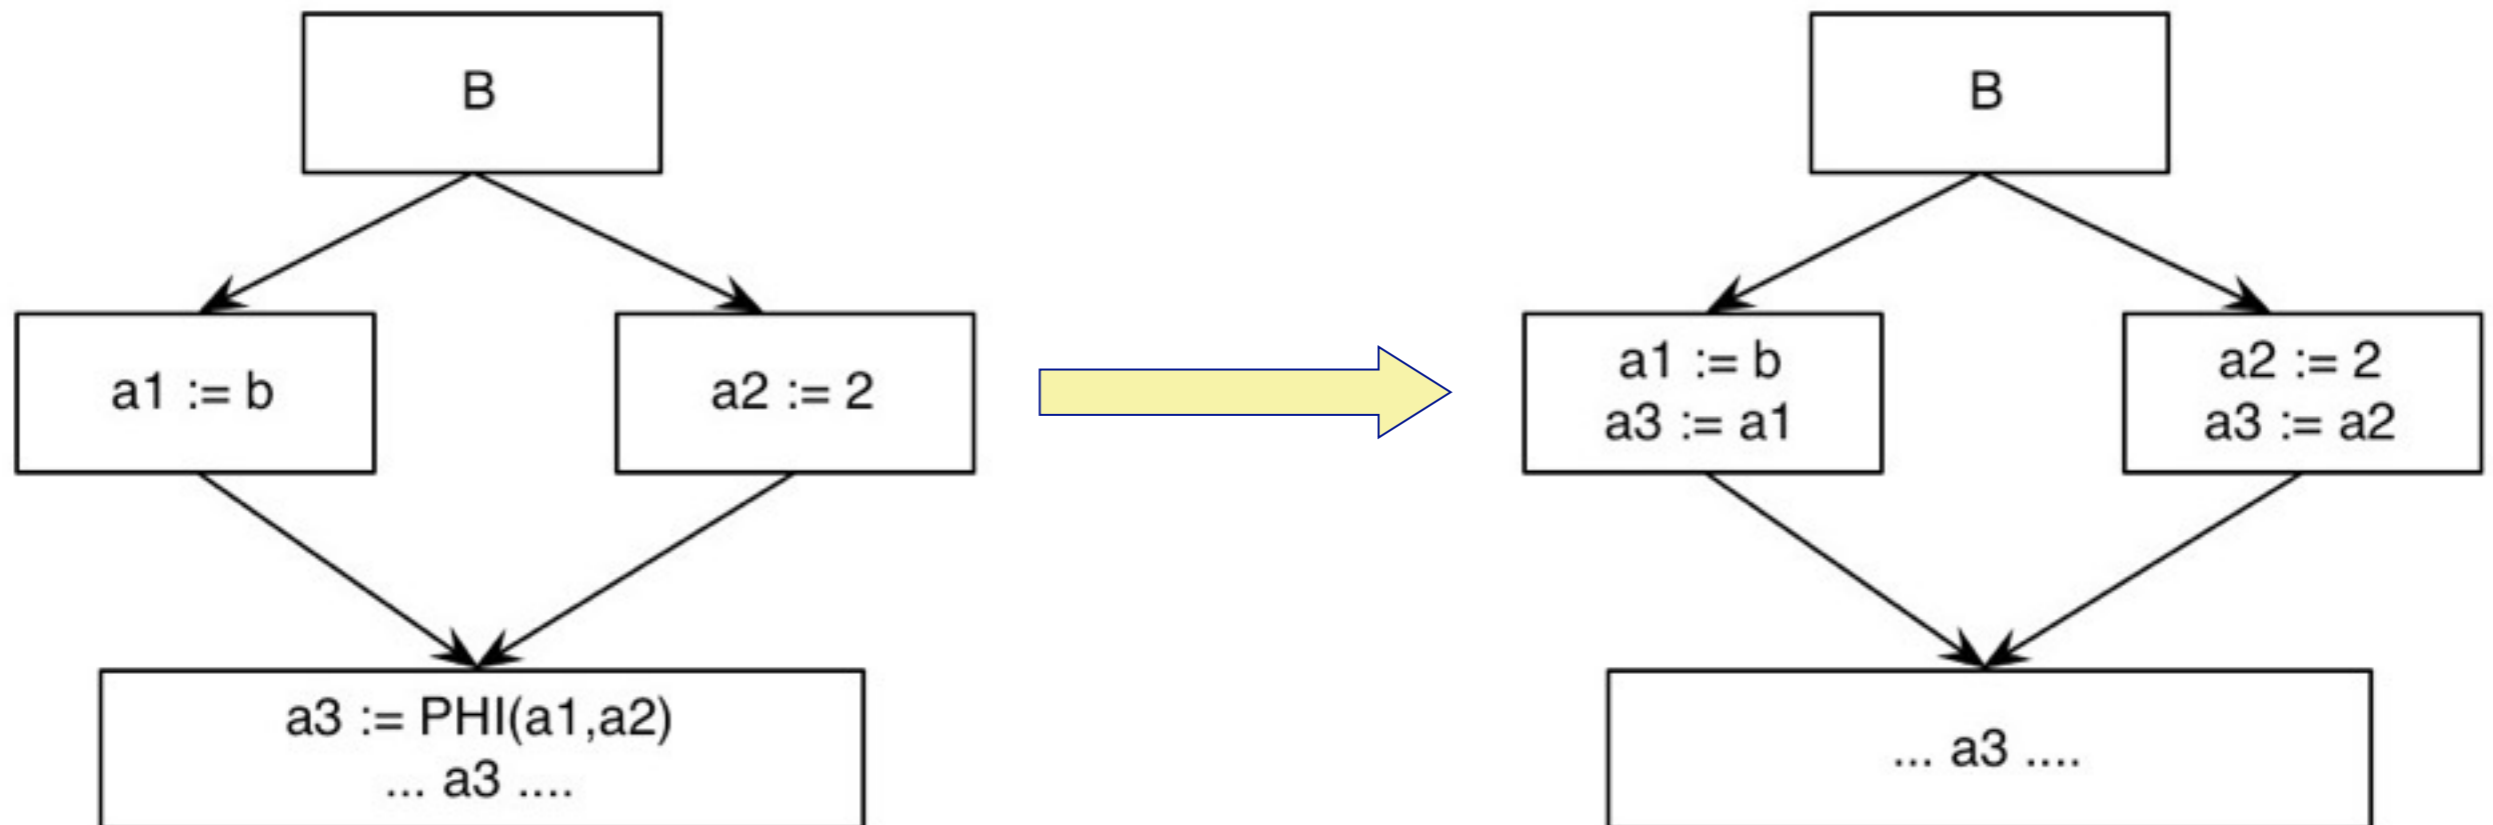 B
a1 := b
a2 := 2
a3 := PHI(a1,a2)
... a3 ....
B
a1 := b
a3 := a1
a2 := 2
a3 := a2
... a3 ....